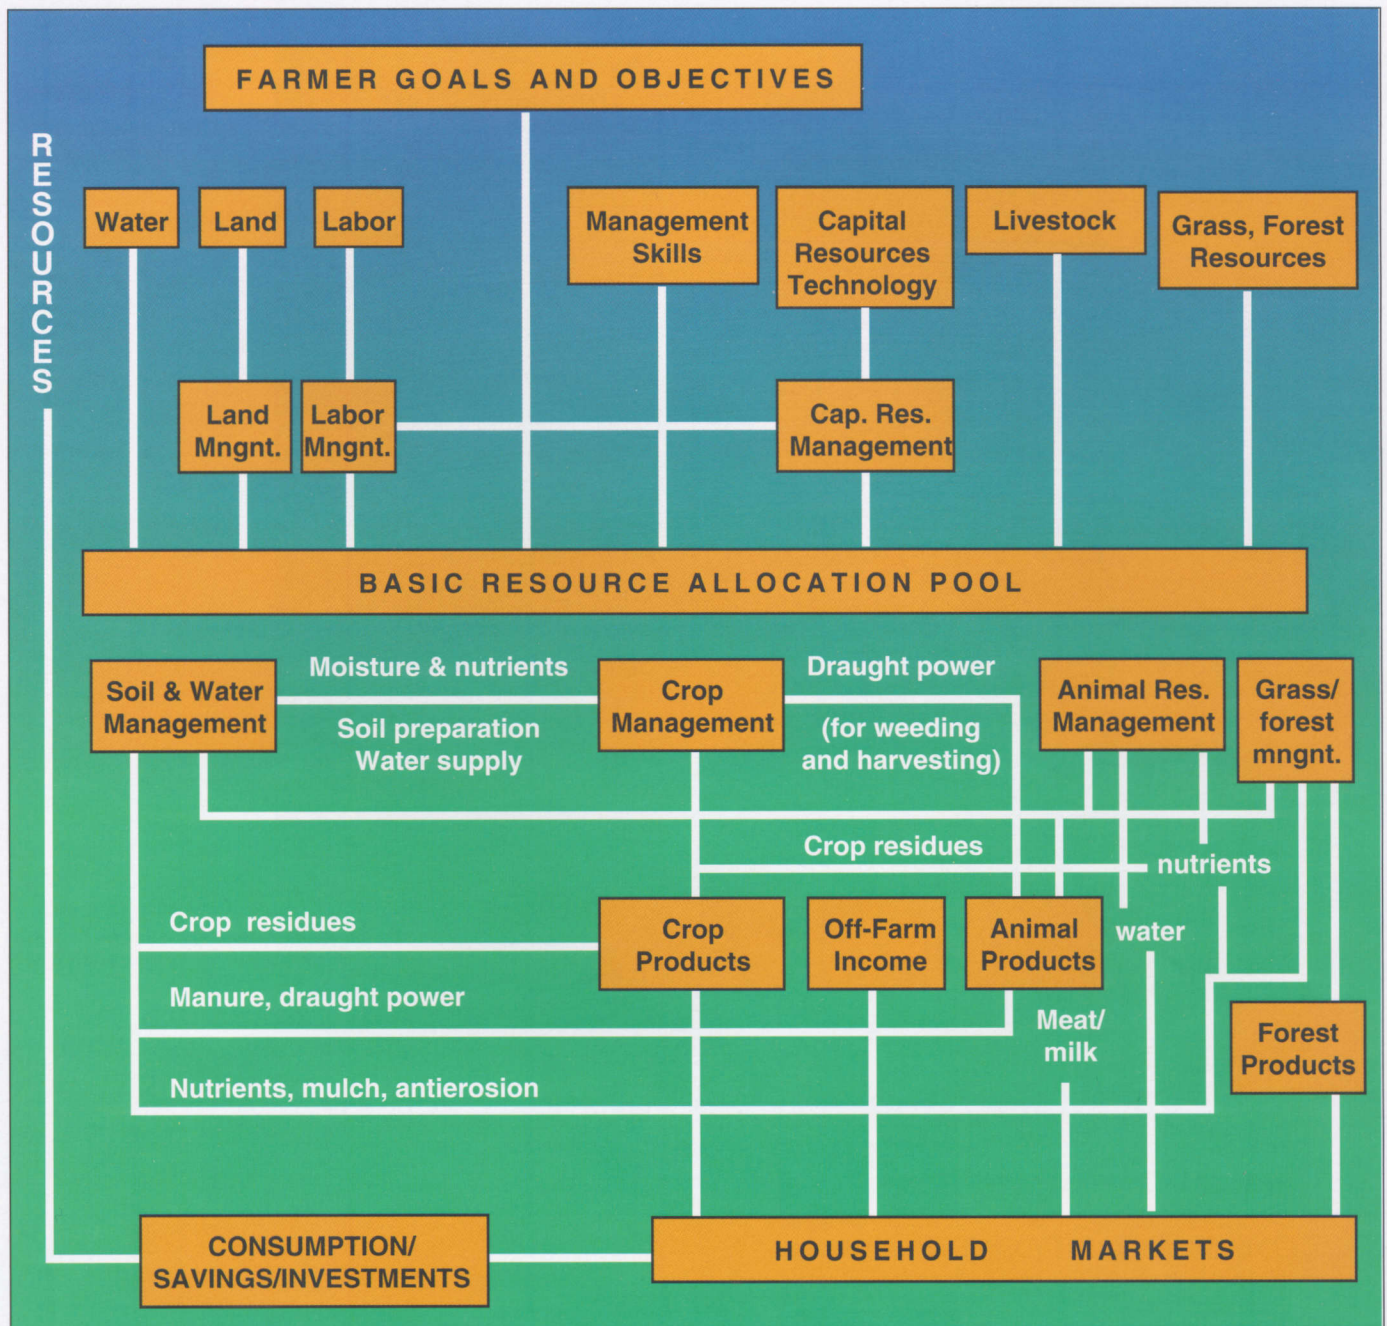 FARMER GOALS AND OBJECTIVES
RESOURCES
Water
Land
Labor
Management
Skills
Capital
Resources
Technology
Livestock
Grass, Forest
Resources
Land
Mngnt.
Labor
Mngnt.
Cap. Res.
Management
BASIC RESOURCE ALLOCATION POOL
Soil & Water
Management
Moisture & nutrients
Soil preparation
Water supply
Crop
Management
Draught power
(for weeding
and harvesting)
Animal Res.
Management
Grass/
forest
mngnt.
Crop residues
nutrients
Crop residues
Crop
Products
Off-Farm
Income
Animal
Products
water
Manure, draught power
Meat/
milk
Forest
Products
Nutrients, mulch, antierosion
CONSUMPTION/
SAVINGS/INVESTMENTS
HOUSEHOLD MARKETS